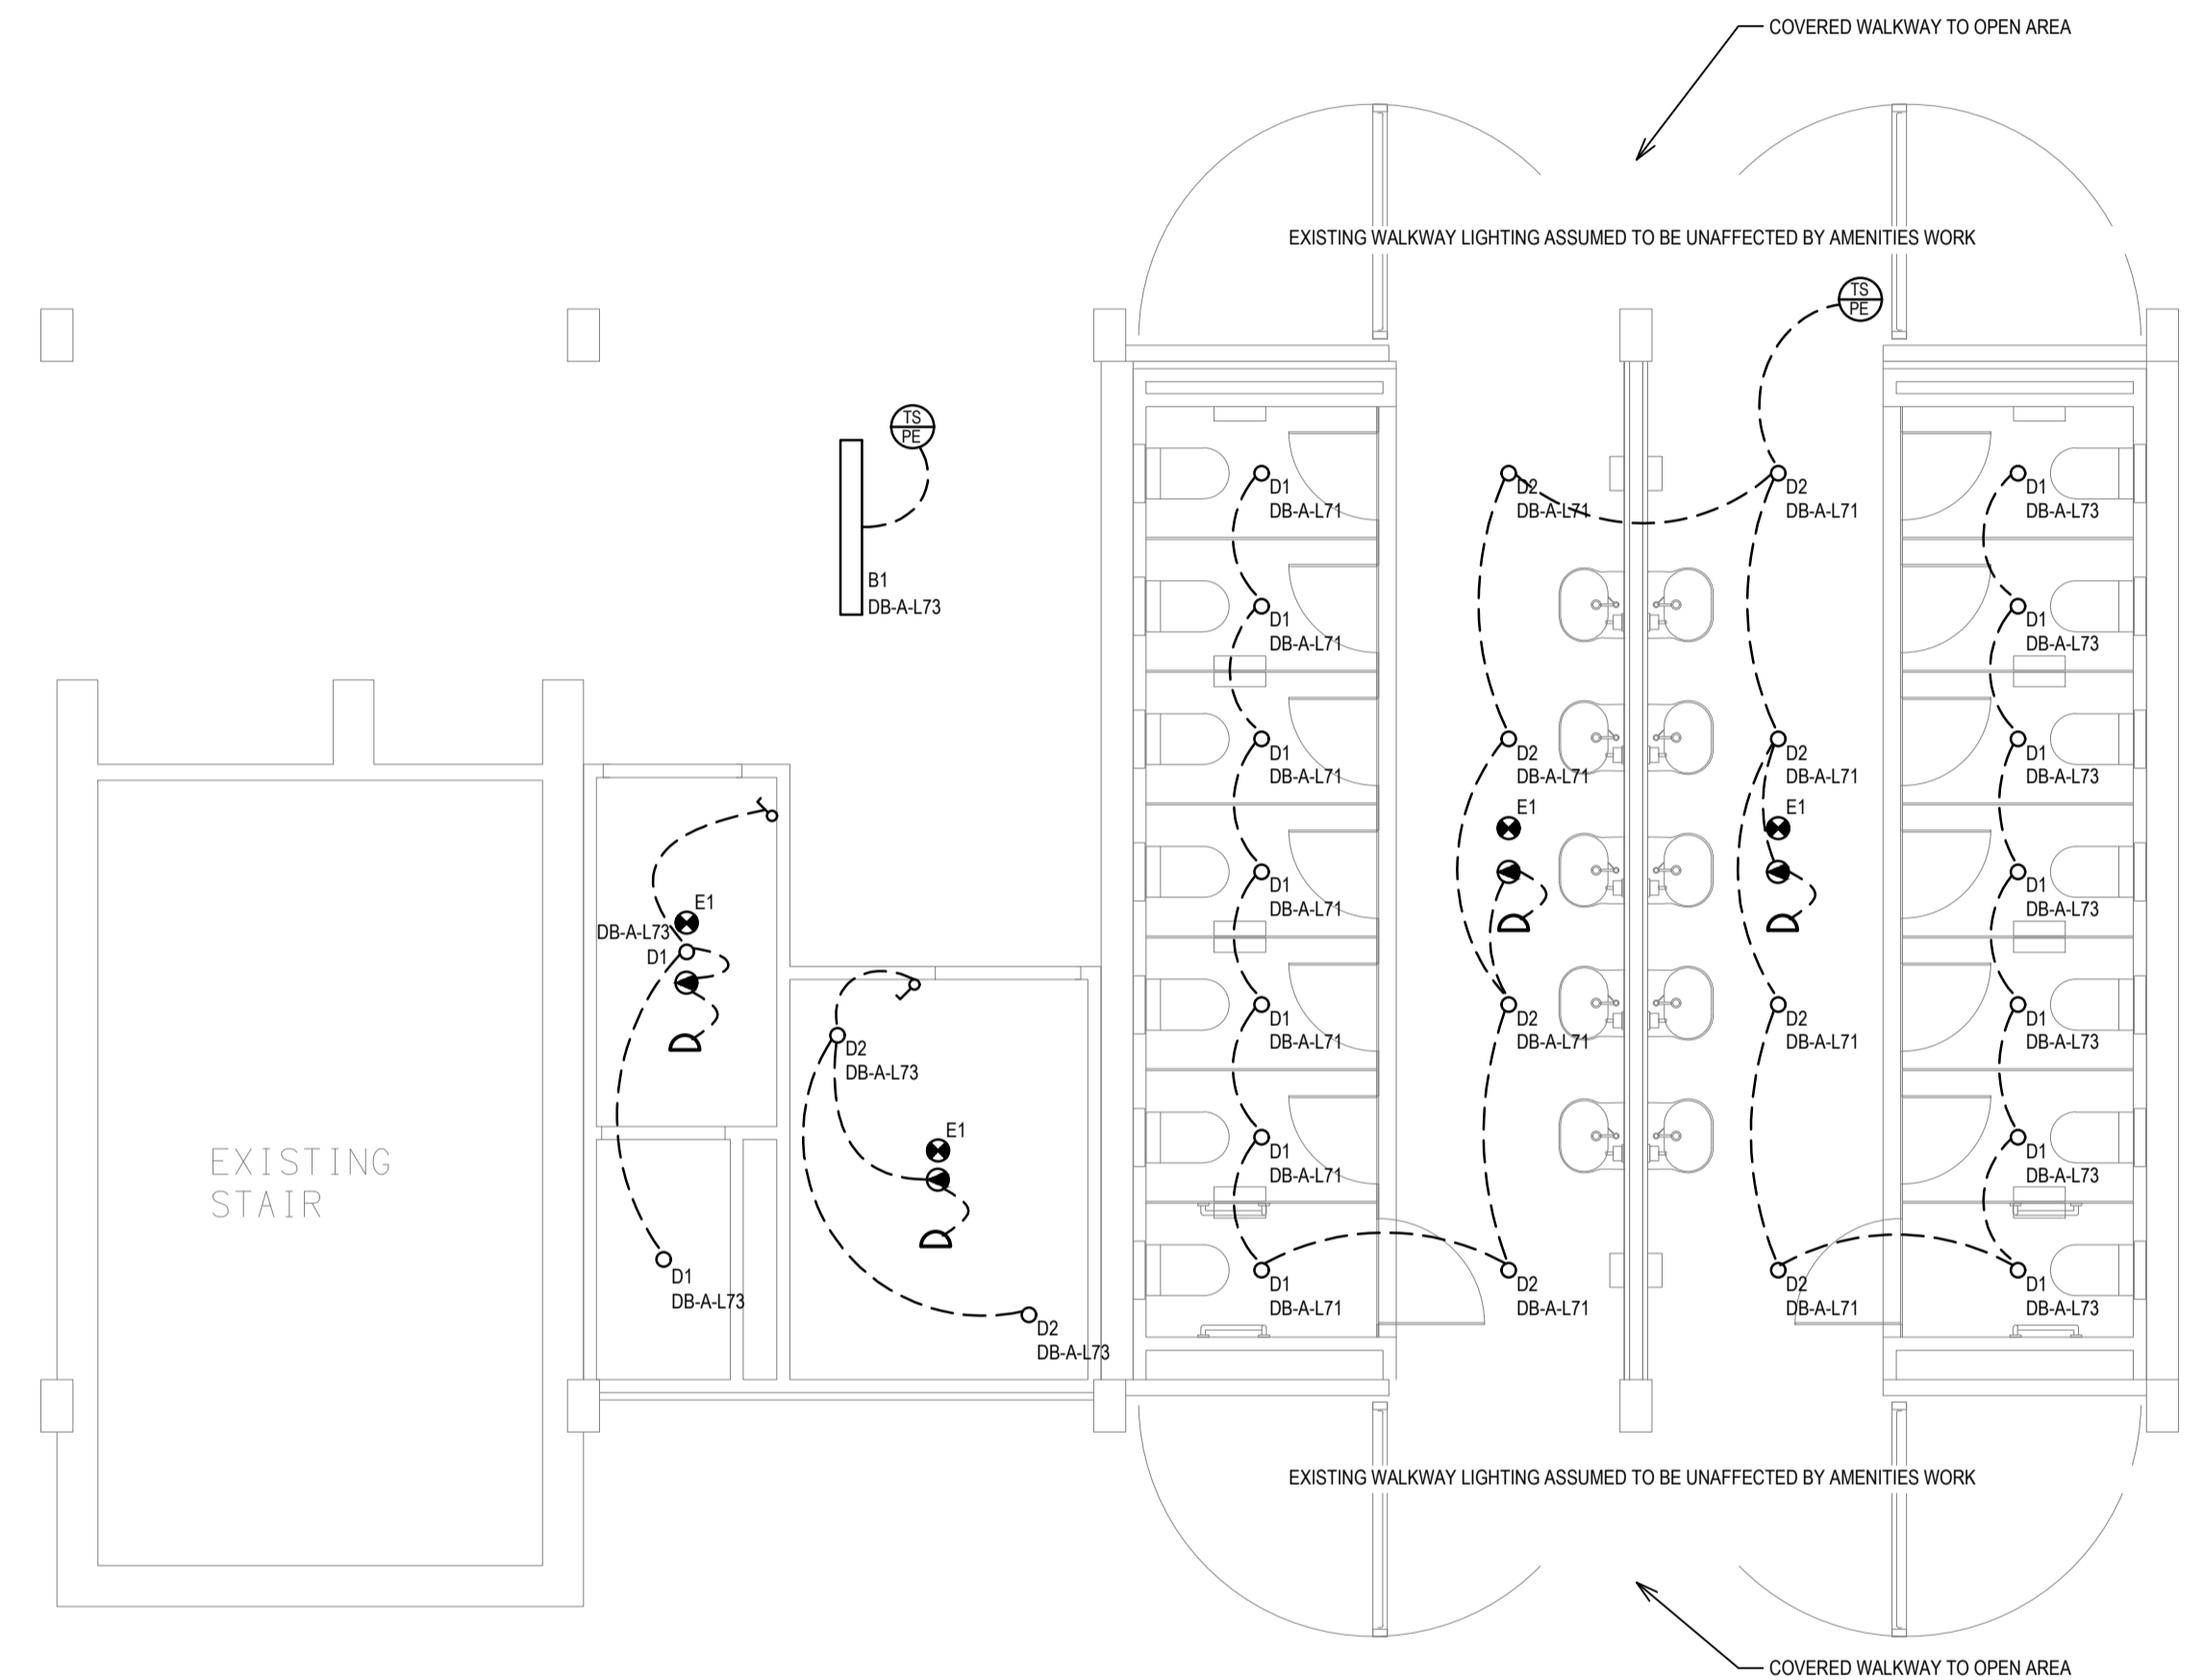 COVERED WALKWAY TO OPEN AREA
EXISTING WALKWAY LIGHTING ASSUMED TO BE UNAFFECTED BY AMENITIES WORK
TS
PE
TS
PE
B1
DB-A-L73
D1
DB-A-L71
D2
DB-A-L71
D2
DB-A-L71
D1
DB-A-L73
D1
DB-A-L71
D1
DB-A-L73
D1
DB-A-L71
D2
DB-A-L71
D2
DB-A-L71
D1
DB-A-L73
E1
E1
D1
DB-A-L71
D1
DB-A-L73
E1
DB-A-L73
D1
D1
DB-A-L71
D2
DB-A-L71
D2
DB-A-L71
D1
DB-A-L73
D2
DB-A-L73
E1
D1
DB-A-L71
D1
DB-A-L73
EXISTING
STAIR
D1
DB-A-L73
D1
DB-A-L71
D2
DB-A-L71
D2
DB-A-L71
D1
DB-A-L73
D2
DB-A-L73
EXISTING WALKWAY LIGHTING ASSUMED TO BE UNAFFECTED BY AMENITIES WORK
COVERED WALKWAY TO OPEN AREA